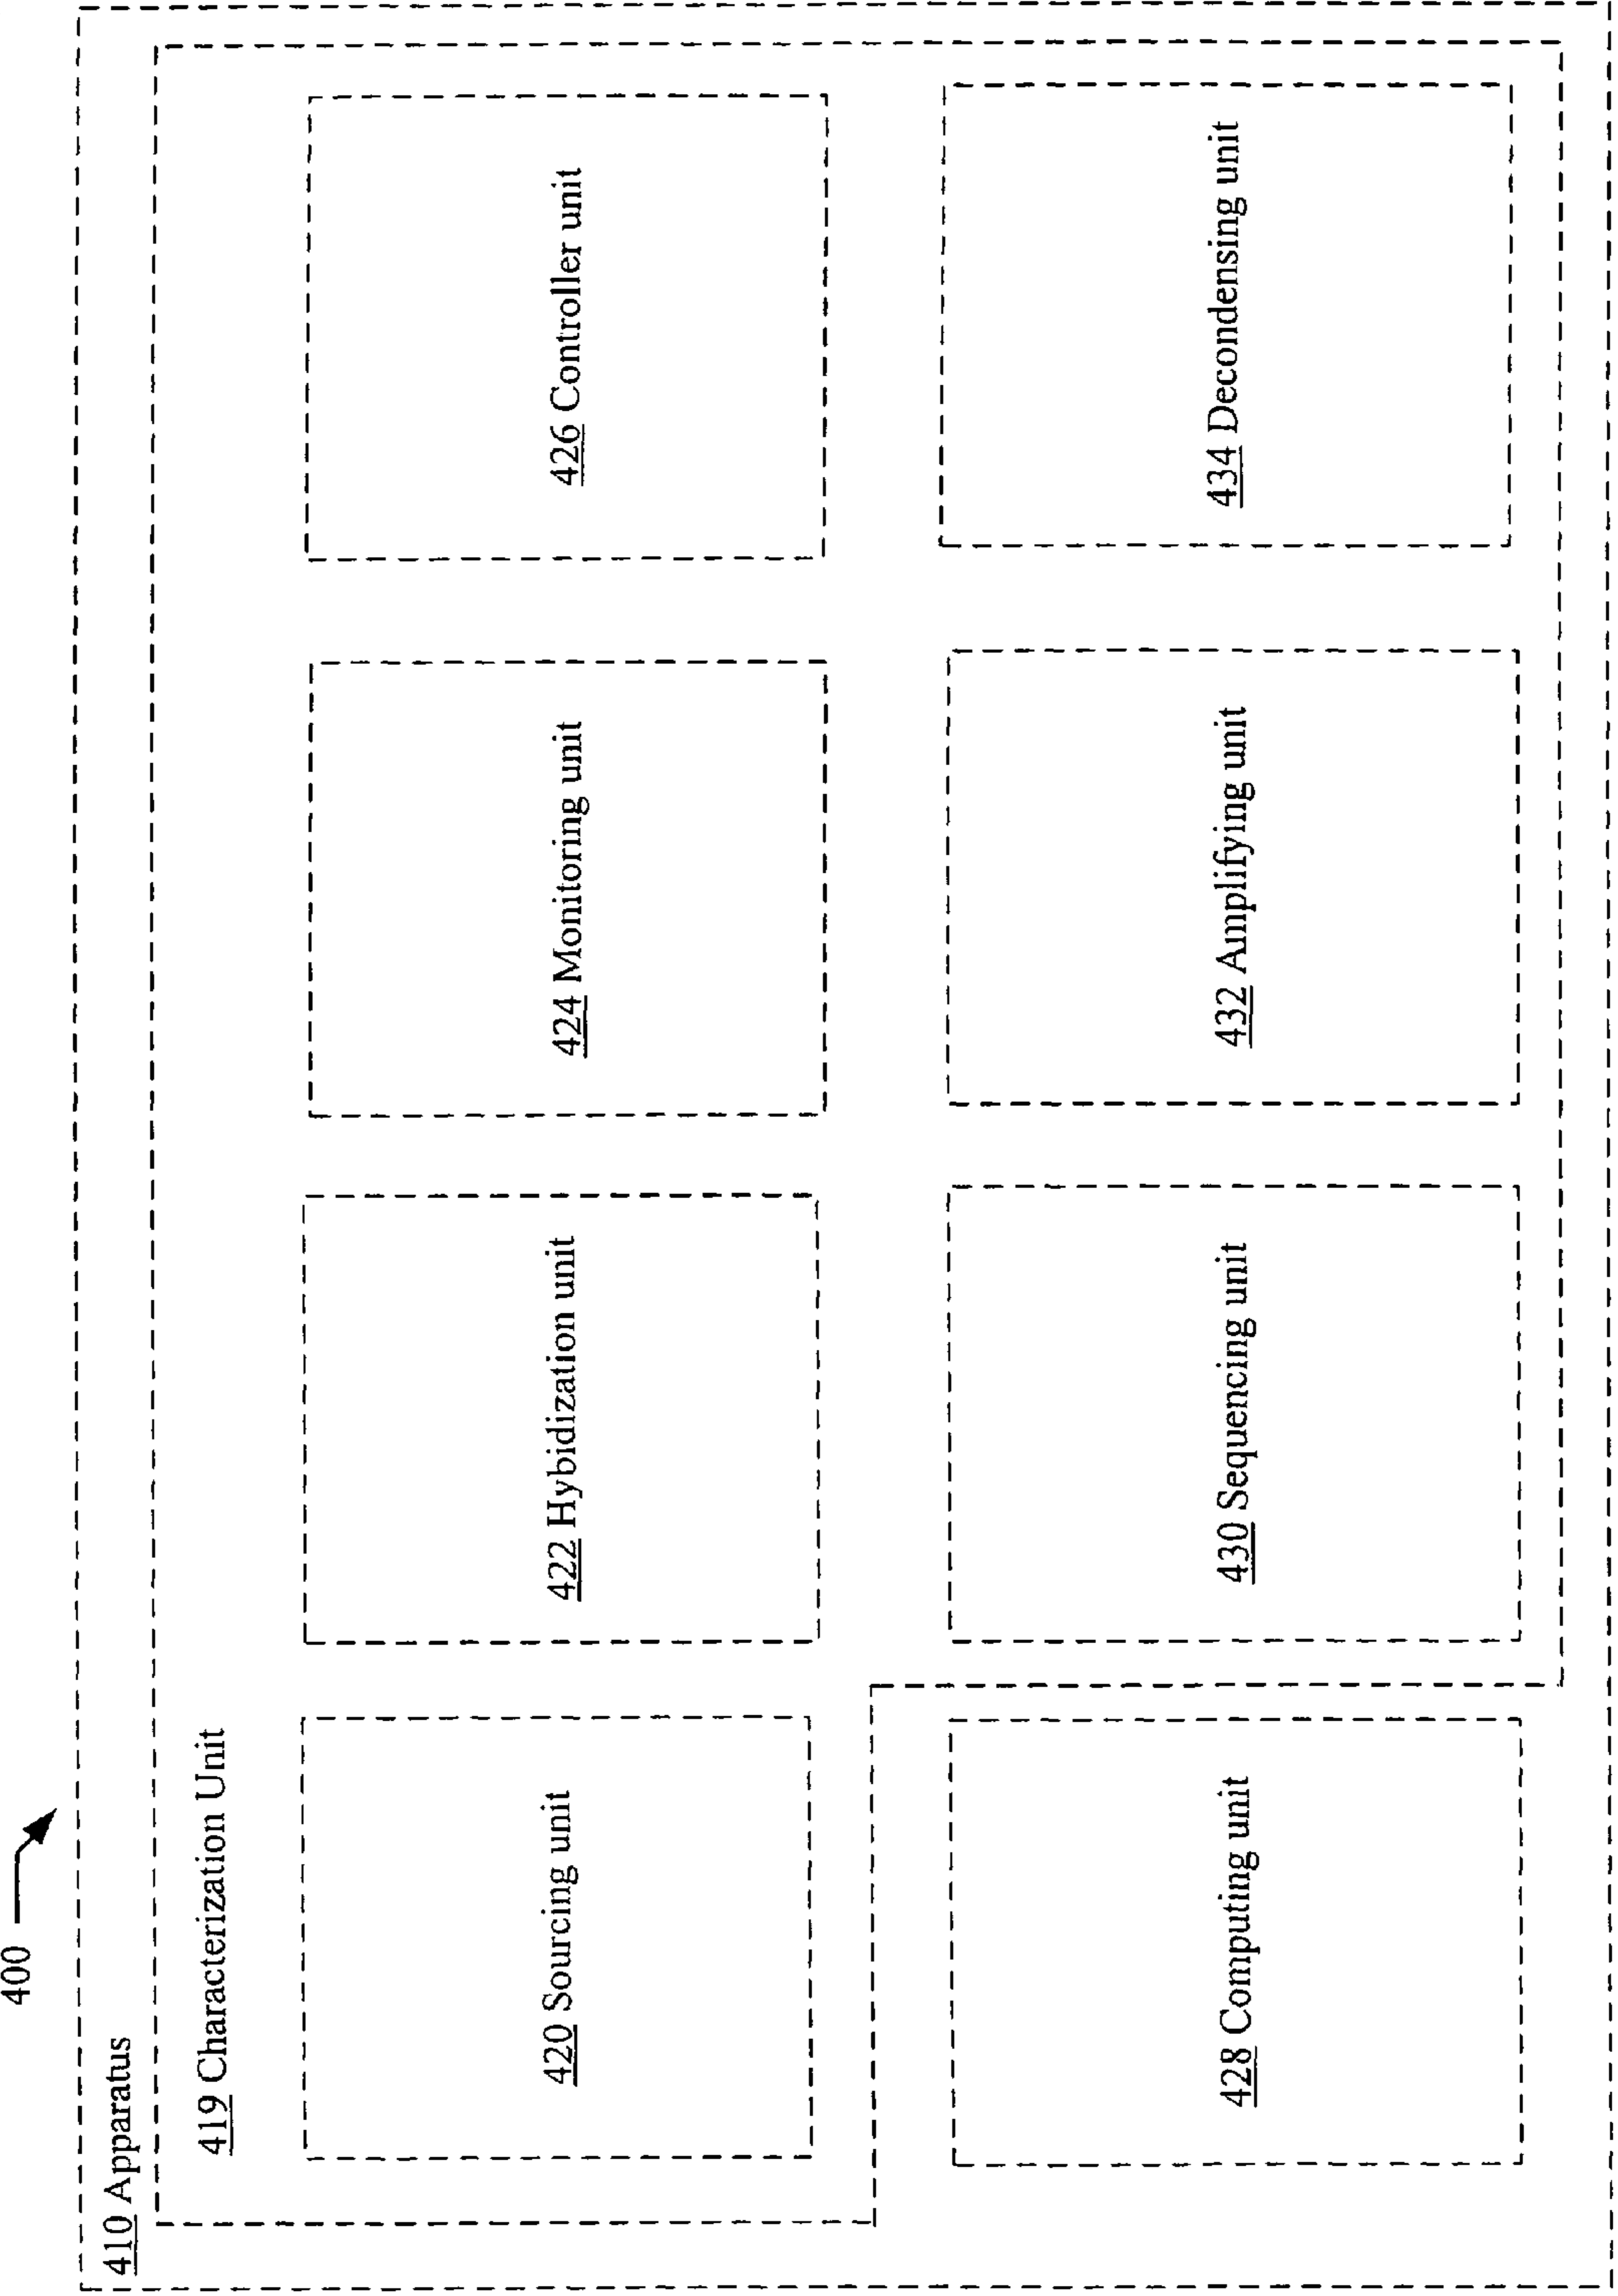 400
410 Apparatus
419 Characterization Unit
420 Sourcing unit
422 Hybidization unit
424 Monitoring unit
426 Controller unit
428 Computing unit
430 Sequencing unit
432 Amplifying unit
434 Decondensing unit